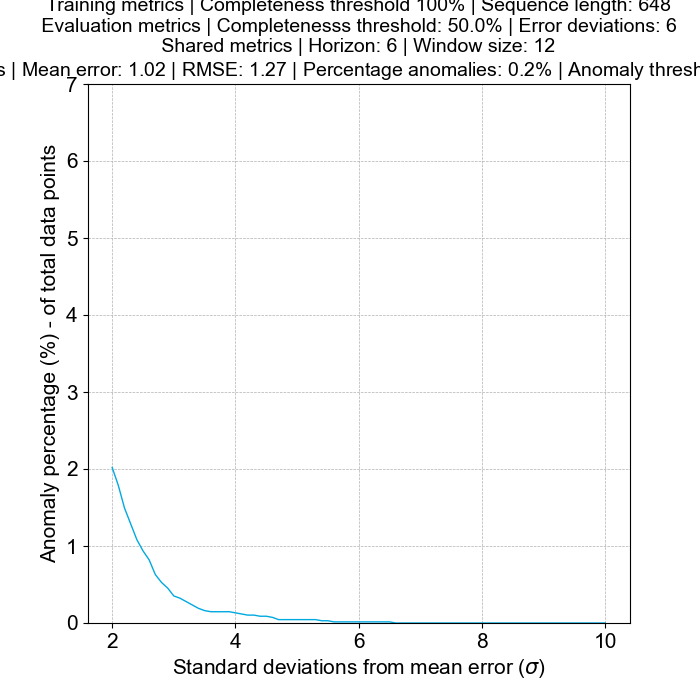 Training metrics | Completeness threshold 100% | Sequence length: 648
Evaluation metrics | Completenesss threshold: 50.0% | Error deviations: 6
Shared metrics | Horizon: 6 | Window size: 12
| Mean error: 1.02 | RMSE: 1.27 | Percentage anomalies: 0.2% | Anomaly
7
6
5
4
3
2
1
0
Anomaly percentage (%) - of total data points
2 4 6 8 10
Standard deviations from mean error (σ)